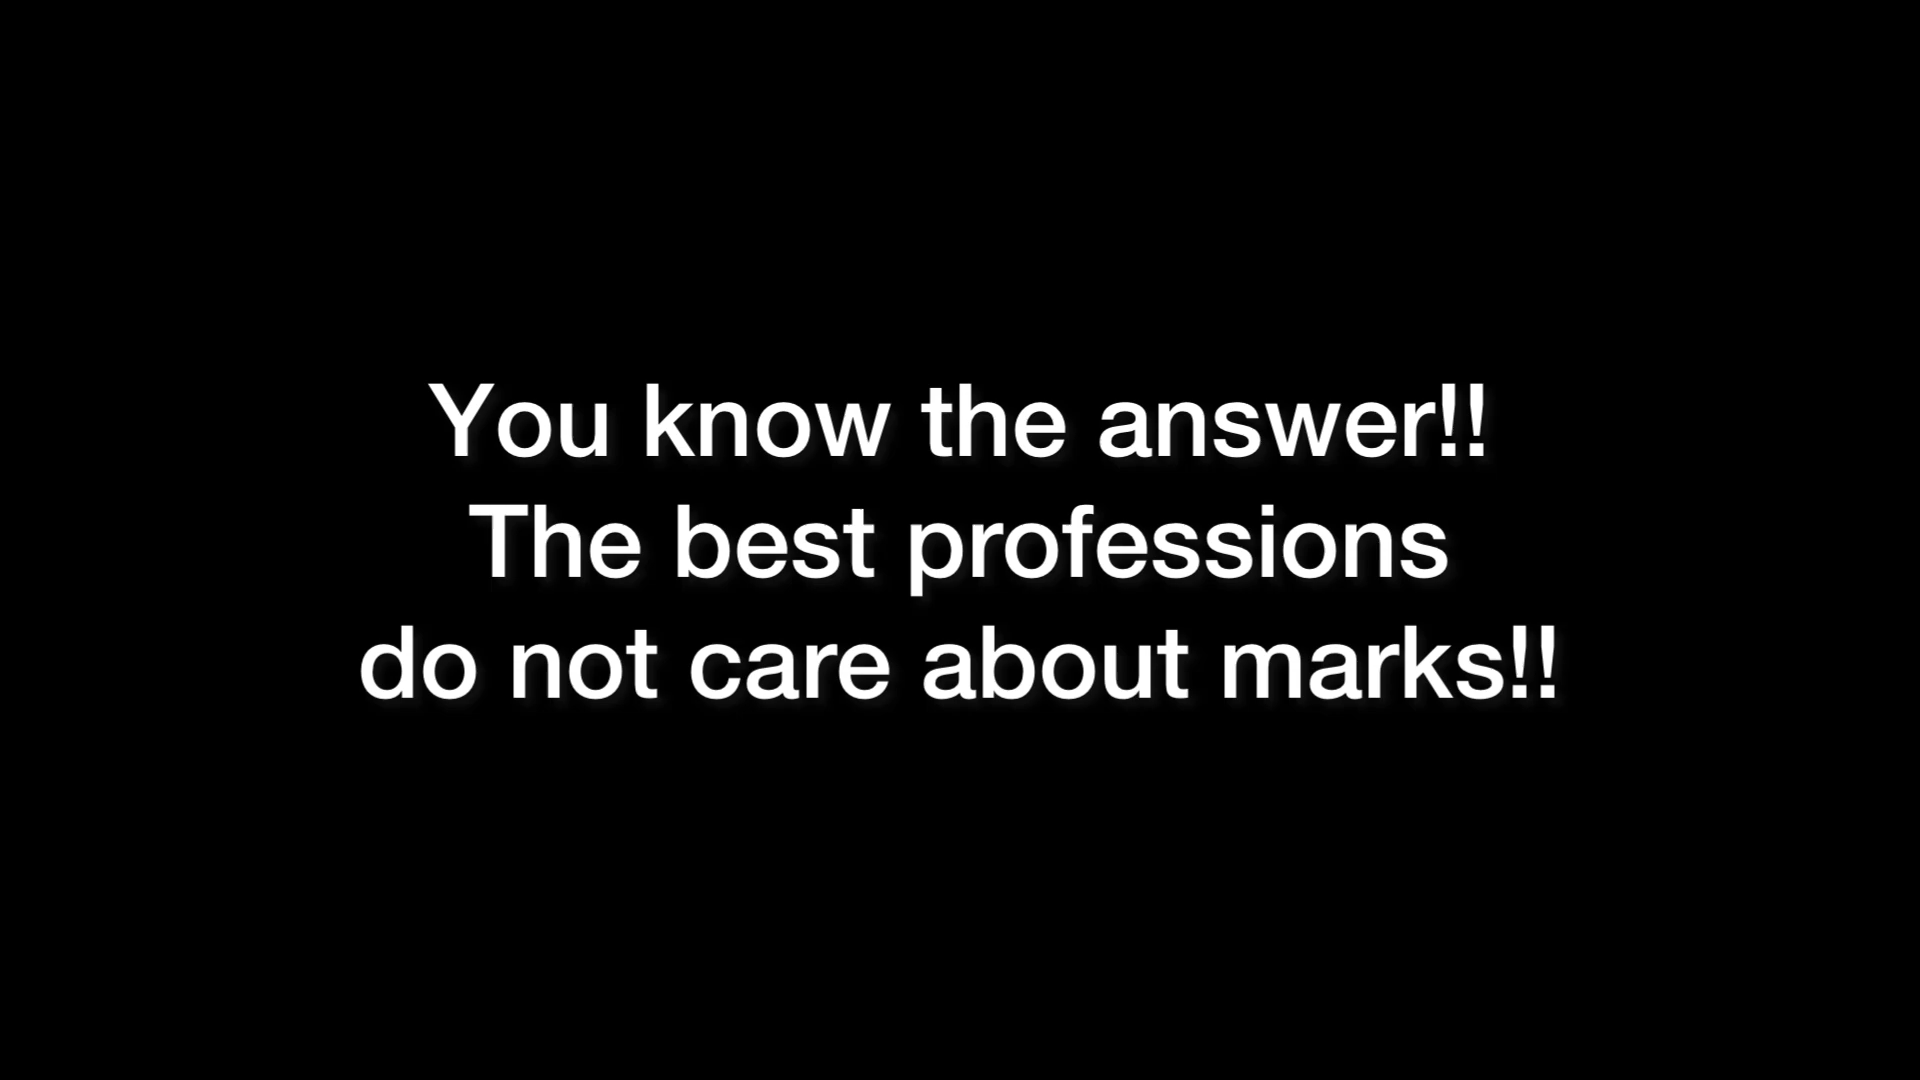 You know the answer!!
The best professions
do not care about marks!!